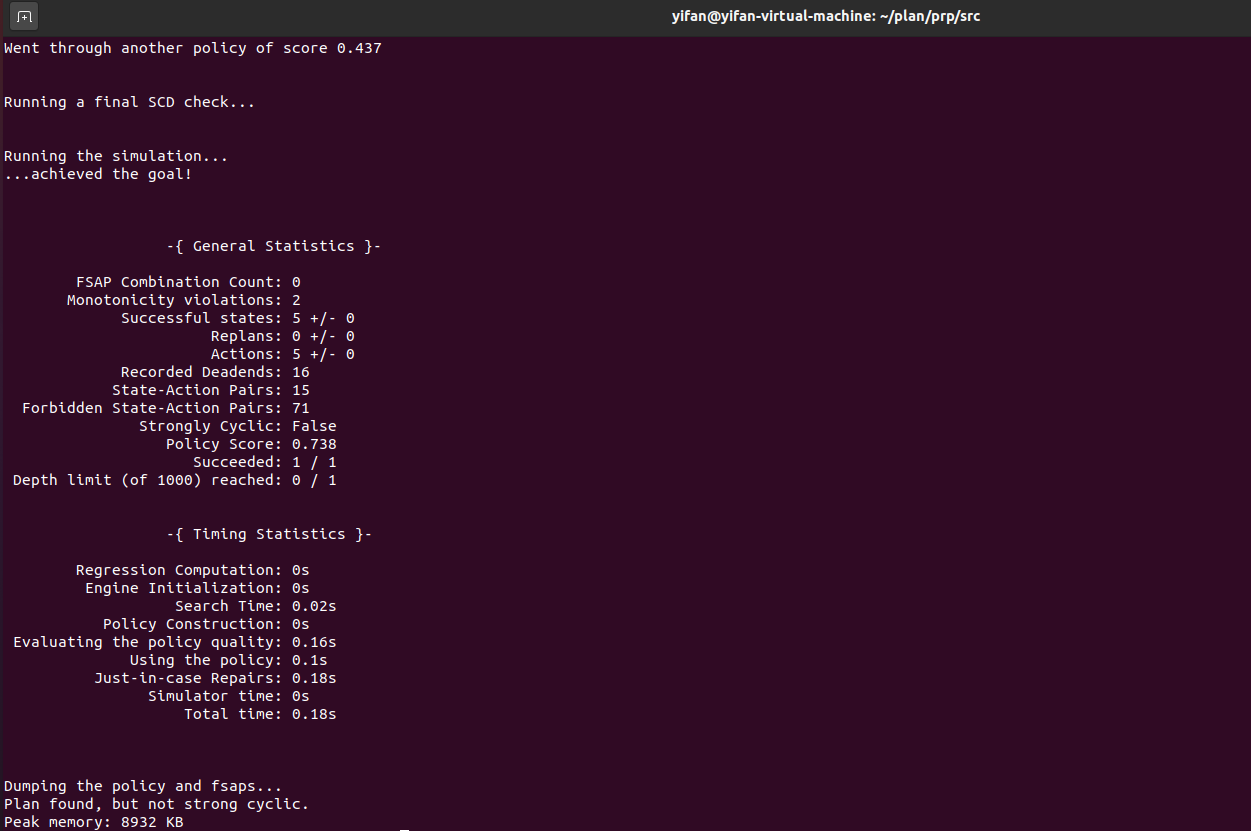 yifan@yifan-virtual-machine: ~/plan/prp/src
Went through another policy of score 0.437
Running a final SCD check...
Running the simulation...
...achieved the goal!
-{ General Statistics }-
FSAP Combination Count: 0
Monotonicity violations: 2
Successful states: 5 +/- 0
Replans: 0 +/- 0
Actions: 5 +/- 0
Recorded Deadends: 16
State-Action Pairs: 15
Forbidden State-Action Pairs: 71
Strongly Cyclic: False
Policy Score: 0.738
Succeeded: 1 / 1
Depth limit (of 1000) reached: 0 / 1
-{ Timing Statistics }-
Regression Computation: 0s
Engine Initialization: 0s
Search Time: 0.02s
Policy Construction: 0s
Evaluating the policy quality: 0.16s
Using the policy: 0.1s
Just-in-case Repairs: 0.18s
Simulator time: 0s
Total time: 0.18s
Dumping the policy and fsaps...
Plan found, but not strong cyclic.
Peak memory: 8932 KB